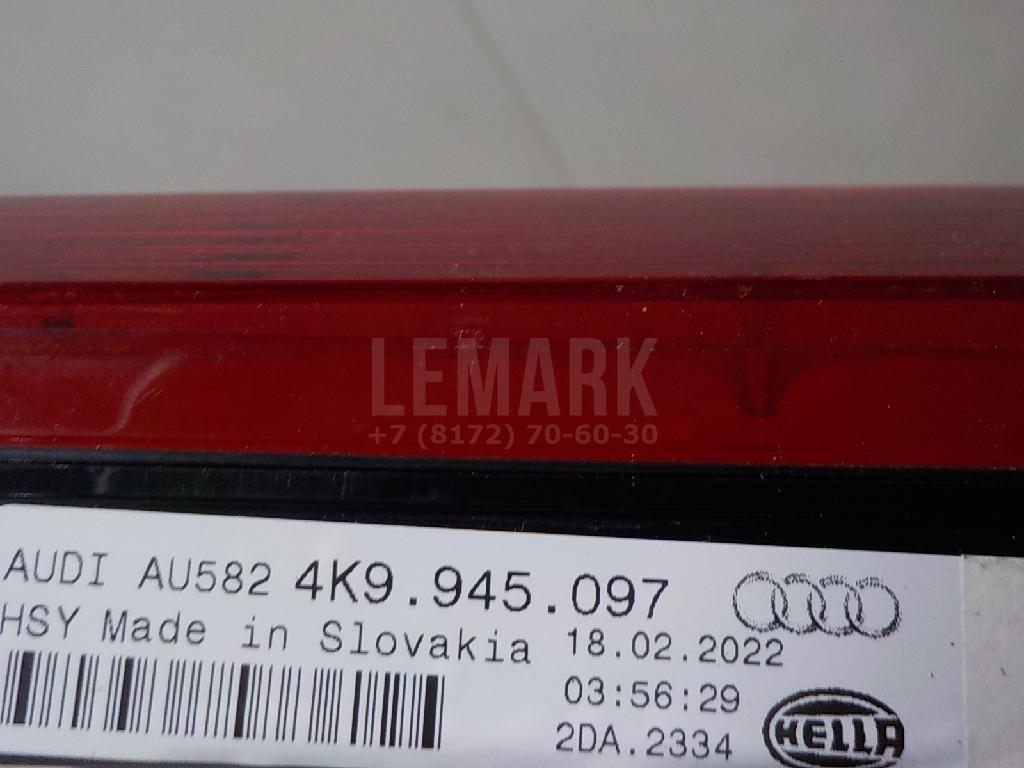 LEMARK
+7 (8172) 70-60-30
AUDI AU582 4K9.945.097
HSY Made in Slovakia 18.02.2022
03:56:29
2DA.2334
HELLA